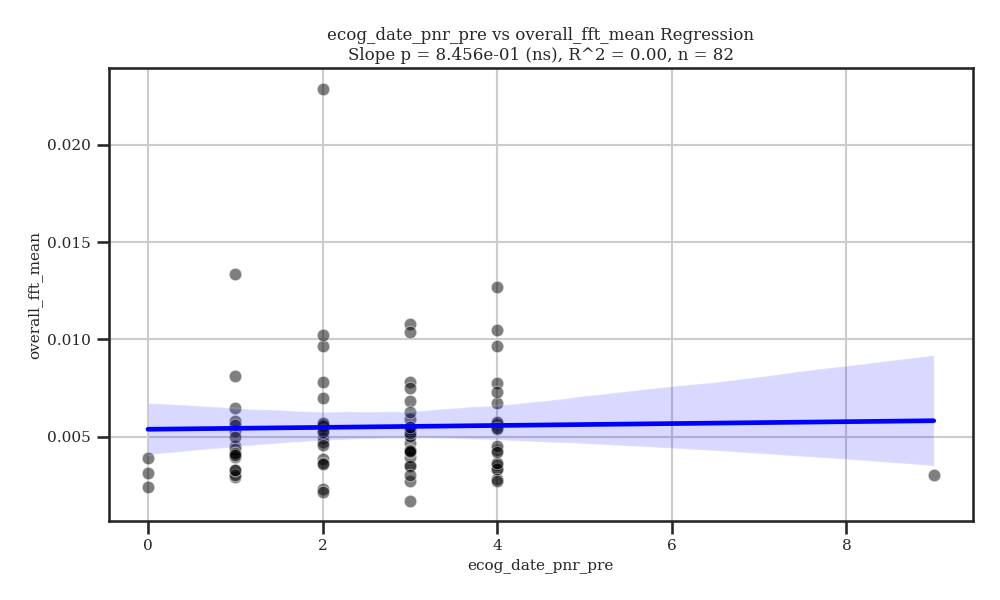 ecog_date_pnr_pre vs overall_fft_mean Regression
Slope p = 8.456e-01 (ns), R^2 = 0.00, n = 82
0.020
0.015
0.010
0.005
overall_fft_mean
0 2 4 6 8
ecog_date_pnr_pre